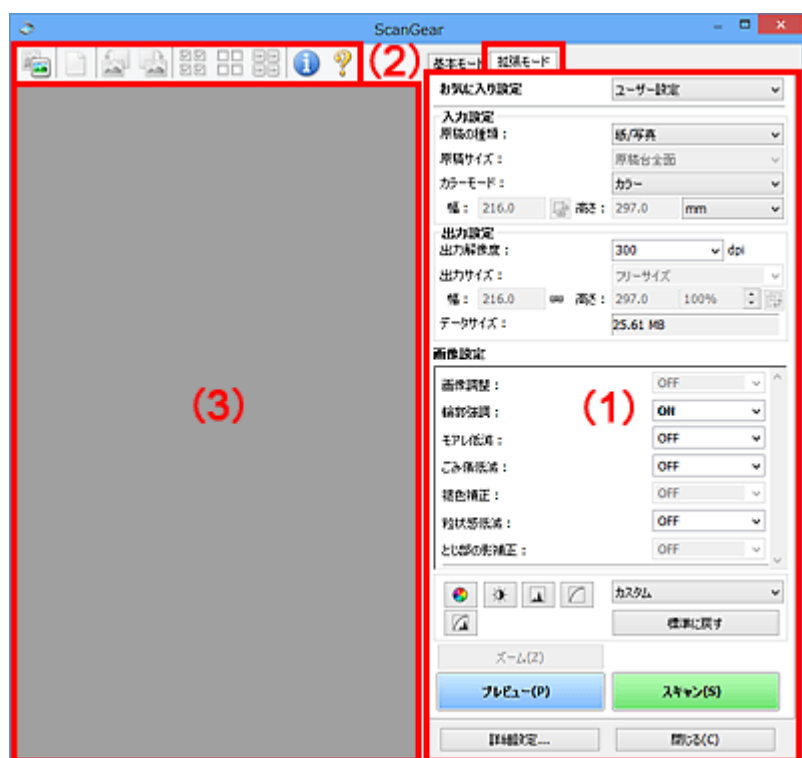 ScanGear
(2)
基本モード 拡張モード
お気に入り設定 ユーザー設定
入力設定
原稿の種類： 紙/写真
原稿サイズ： 原稿台全面
カラーモード： カラー
幅： 216.0 高さ： 297.0 mm
出力設定
出力解像度： 300 dpi
出力サイズ： フリーサイズ
幅： 216.0 高さ： 297.0 100%
データサイズ： 25.61 MB
画像設定
(3)
(1)
画像調整： OFF
輪郭強調： ON
モアレ低減： OFF
ごみ傷低減： OFF
褪色補正： OFF
粒状感低減： OFF
とじ部の影補正： OFF
カスタム
標準に戻す
ズーム(Z)
プレビュー(P) スキャン(S)
詳細設定... 閉じる(C)